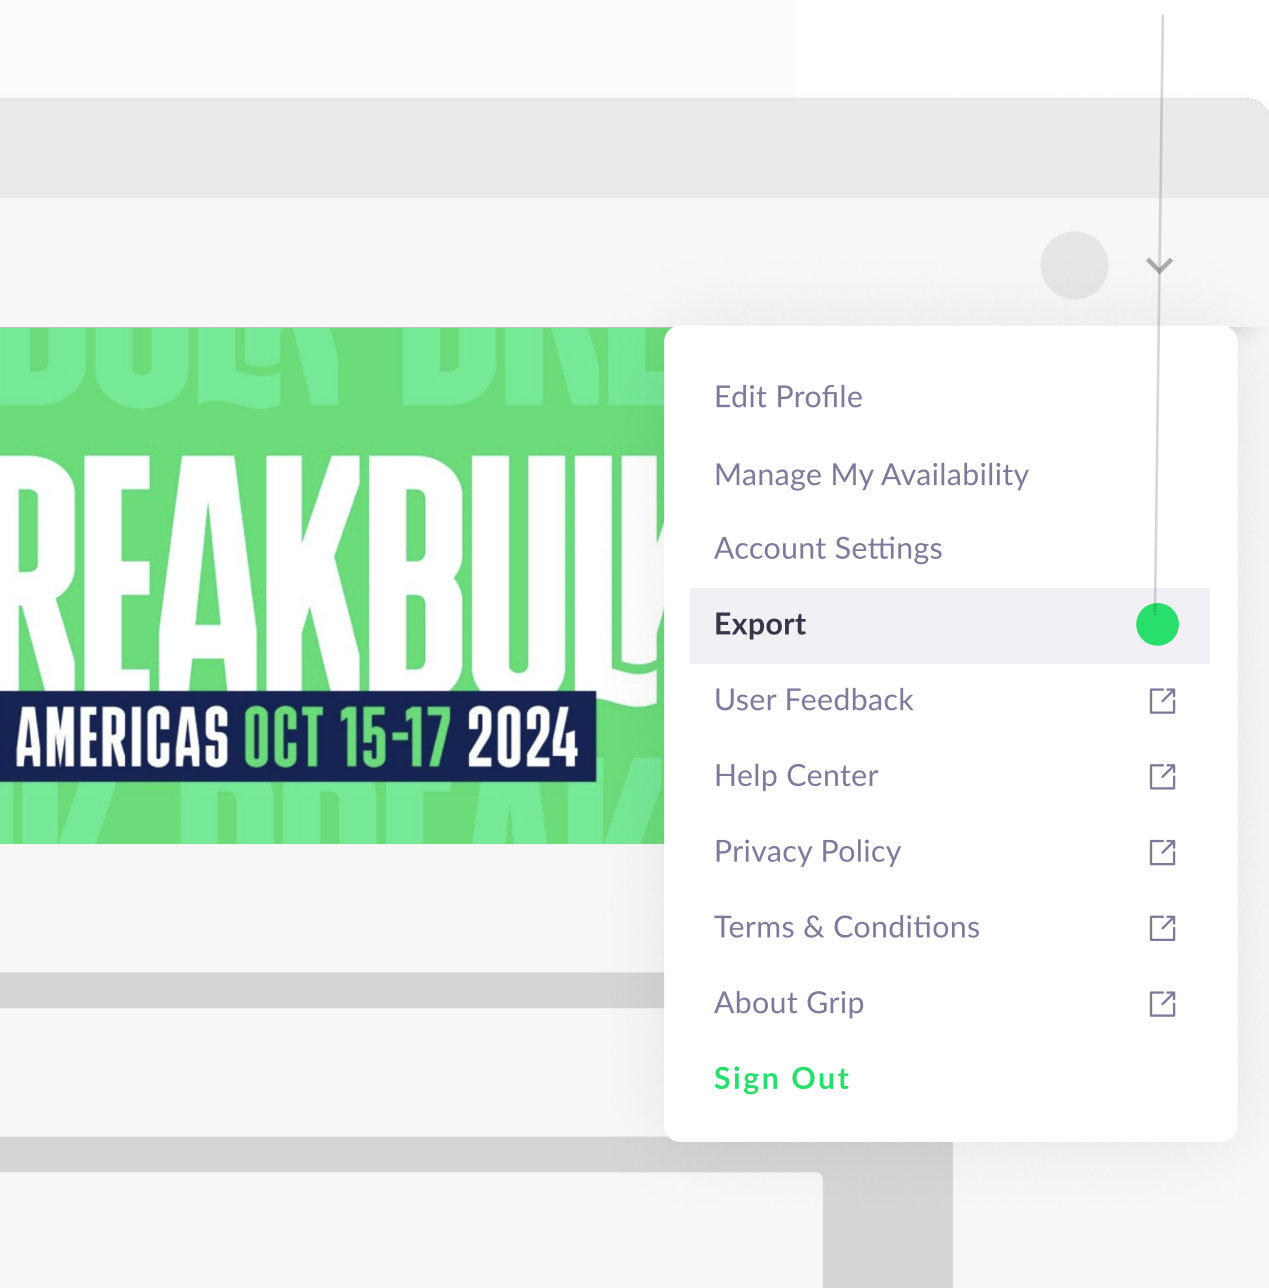 REAKBULK
AMERICAS OCT 15-17 2024
Edit Profile
Manage My Availability
Account Settings
Export
User Feedback
Help Center
Privacy Policy
Terms & Conditions
About Grip
Sign Out